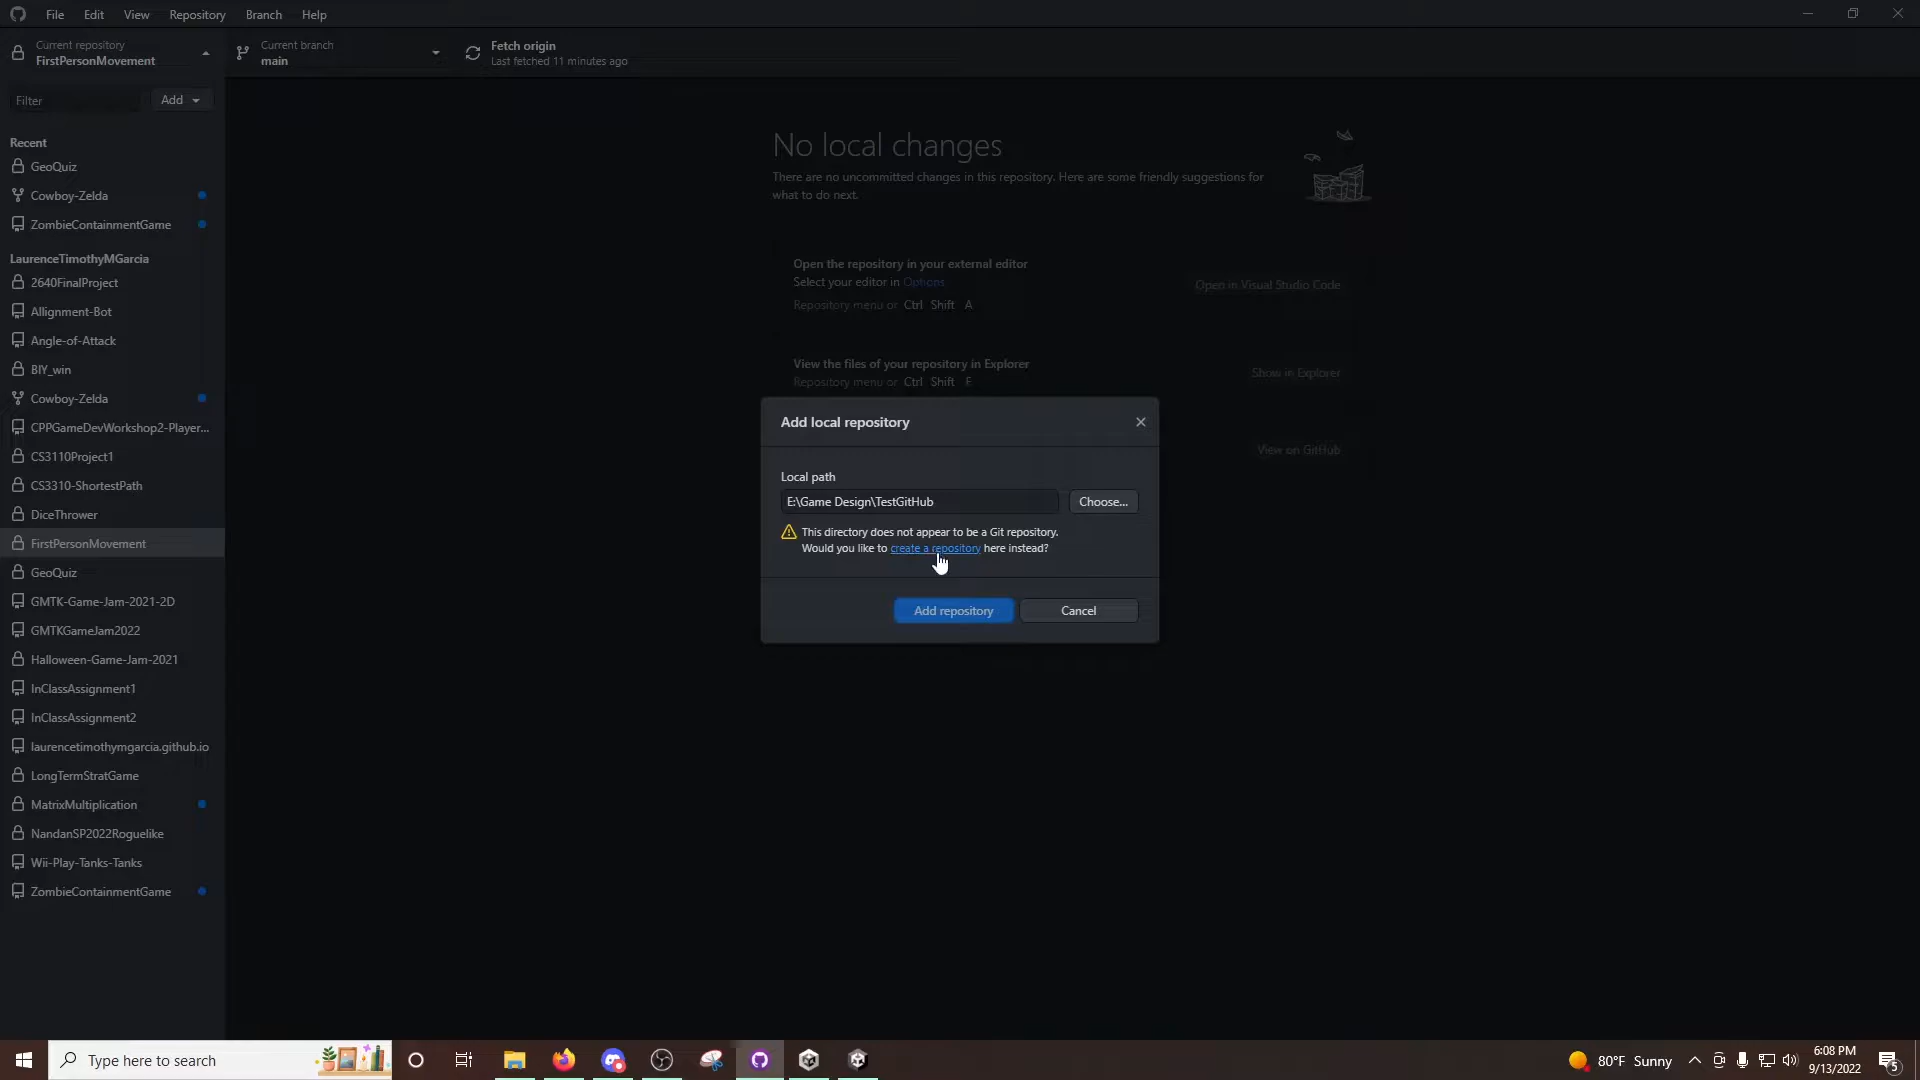 File Edit View Repository Branch Help
Current repository
FirstPersonMovement
Current branch
main
Fetch origin
Last fetched 11 minutes ago
Filter
Add
Recent
GeoQuiz
Cowboy-Zelda
ZombieContainmentGame
LaurenceTimothyMGarcia
2640FinalProject
Allignment-Bot
Angle-of-Attack
BIY_win
Cowboy-Zelda
CPPGameDevWorkshop2-Player...
CS3110Project1
CS3310-ShortestPath
DiceThrower
FirstPersonMovement
GeoQuiz
GMTK-Game-Jam-2021-2D
GMTKGameJam2022
Halloween-Game-Jam-2021
InClassAssignment1
InClassAssignment2
laurencetimothymgarcia.github.io
LongTermStratGame
MatrixMultiplication
NandanSP2022Roguelike
Wii-Play-Tanks-Tanks
ZombieContainmentGame
No local changes
There are no uncommitted changes in this repository. Here are some friendly suggestions for
what to do next.
Open the repository in your external editor
Select your editor in Options
Repository menu or Ctrl Shift A
Open in Visual Studio Code
View the files of your repository in Explorer
Repository menu or Ctrl Shift F
Show in Explorer
View on GitHub
Add local repository
Local path
E:\Game Design\TestGitHub
Choose...
This directory does not appear to be a Git repository.
Would you like to create a repository here instead?
Add repository
Cancel
Type here to search
80°F Sunny
6:08 PM
9/13/2022
5